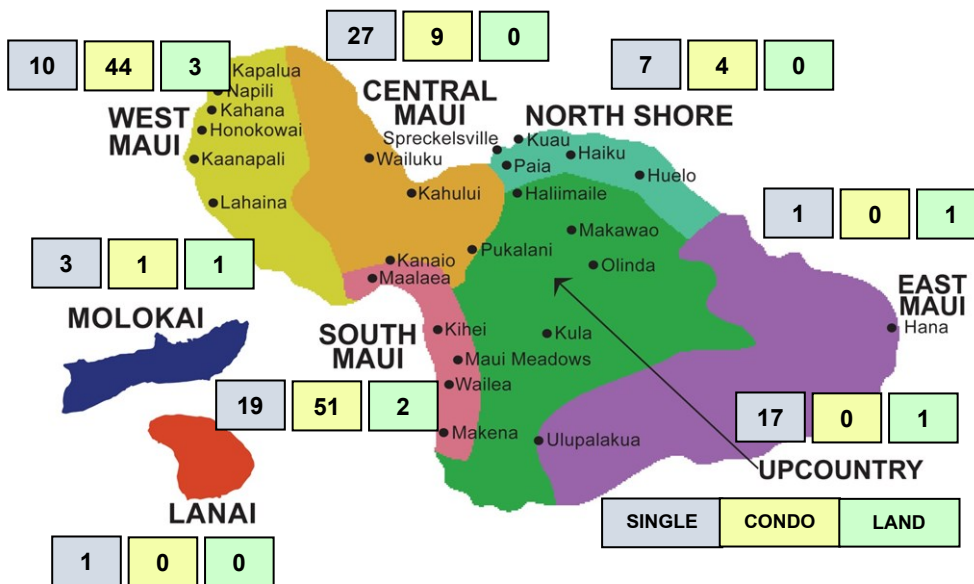 27 9 0
10 44 3
7 4 0
Kapalua
Napili
WEST
MAUI
Kahana
Honokowai
Kaanapali
Lahaina
CENTRAL
MAUI
Spreckelsville
Wailuku
Kahului
NORTH SHORE
Kuau
Haiku
Paia
Huelo
Haliimaile
1 0 1
Makawao
Pukalani
Olinda
Kanaio
Maalaea
3 1 1
MOLOKAI
EAST
MAUI
Hana
SOUTH
MAUI
Kihei
Kula
Maui Meadows
Wailea
19 51 2
Makena
17 0 1
Ulupalakua
UPCOUNTRY
LANAI
SINGLE CONDO LAND
1 0 0